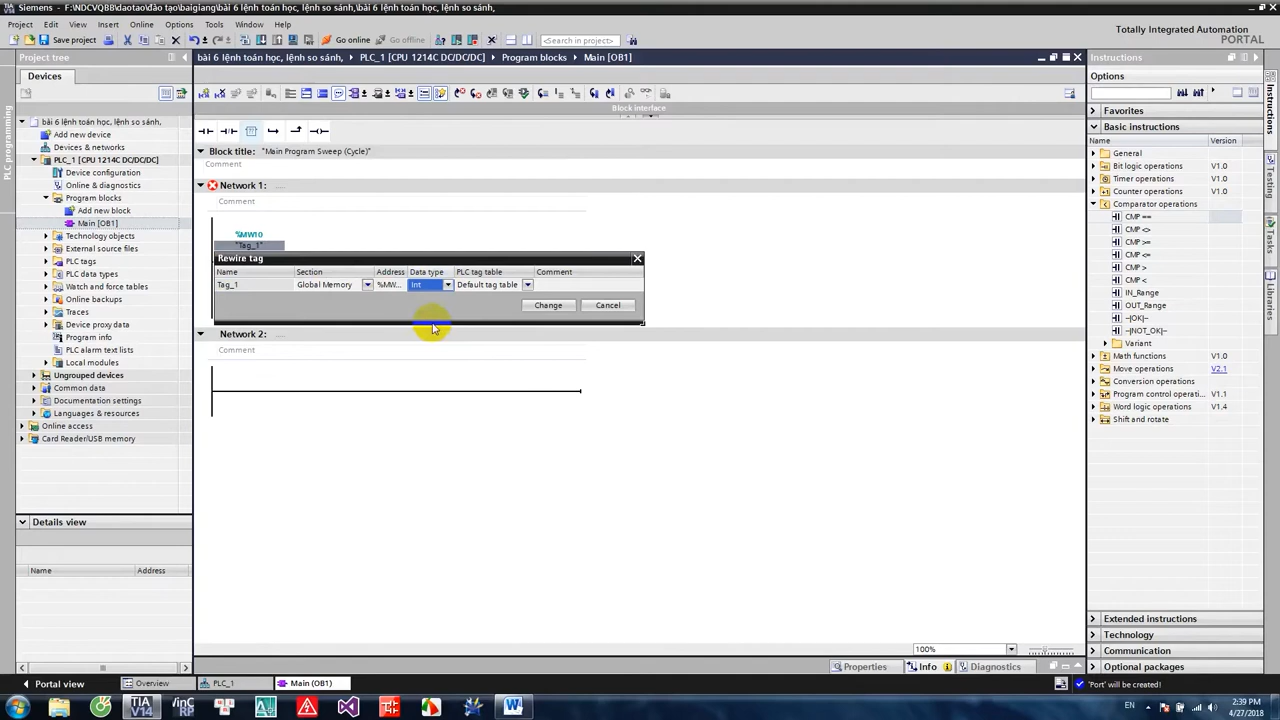 Siemens - F:\NDCVQBB\daotao\đào tạo\baigiang\bài 6 lệnh toán học, lệnh so sánh,\bài 6 lệnh toán học, lệnh so sánh,
Project Edit View Insert Online Options Tools Window Help
Save project Go online Go offline <Search in project>
Totally Integrated Automation
PORTAL
Project tree
bài 6 lệnh toán học, lệnh so sánh, PLC_1 [CPU 1214C DC/DC/DC] Program blocks Main [OB1]
Instructions
Devices
Options
PLC programming
Block interface
Favorites
Basic instructions
Name Version
bài 6 lệnh toán học, lệnh so sánh,
Add new device
Devices & networks
PLC_1 [CPU 1214C DC/DC/DC]
Device configuration
Online & diagnostics
Program blocks
Add new block
Main [OB1]
Technology objects
External source files
PLC tags
PLC data types
Watch and force tables
Online backups
Traces
Device proxy data
Program info
PLC alarm text lists
Local modules
Ungrouped devices
Common data
Documentation settings
Languages & resources
Online access
Card Reader/USB memory
Details view
Name Address
Block title: "Main Program Sweep (Cycle)"
Comment
Network 1: .....
Comment
%MW10
"Tag_1"
Rewire tag
Name Section Address Data type PLC tag table Comment
Tag_1 Global Memory %MW... Int Default tag table
Change Cancel
Network 2: .....
Comment
100%
Properties Info Diagnostics
General
Bit logic operations V1.0
Timer operations V1.0
Counter operations V1.0
Comparator operations
CMP ==
CMP <>
CMP >=
CMP <=
CMP >
CMP <
IN_Range
OUT_Range
-|OK|-
-|NOT_OK|-
Variant
Math functions V1.0
Move operations V2.1
Conversion operations
Program control operati... V1.1
Word logic operations V1.4
Shift and rotate
Extended instructions
Technology
Communication
Optional packages
Instructions
Testing
Tasks
Libraries
Portal view Overview PLC_1 Main (OB1)
'Port' will be created!
TIA V14
EN
2:39 PM
4/27/2018